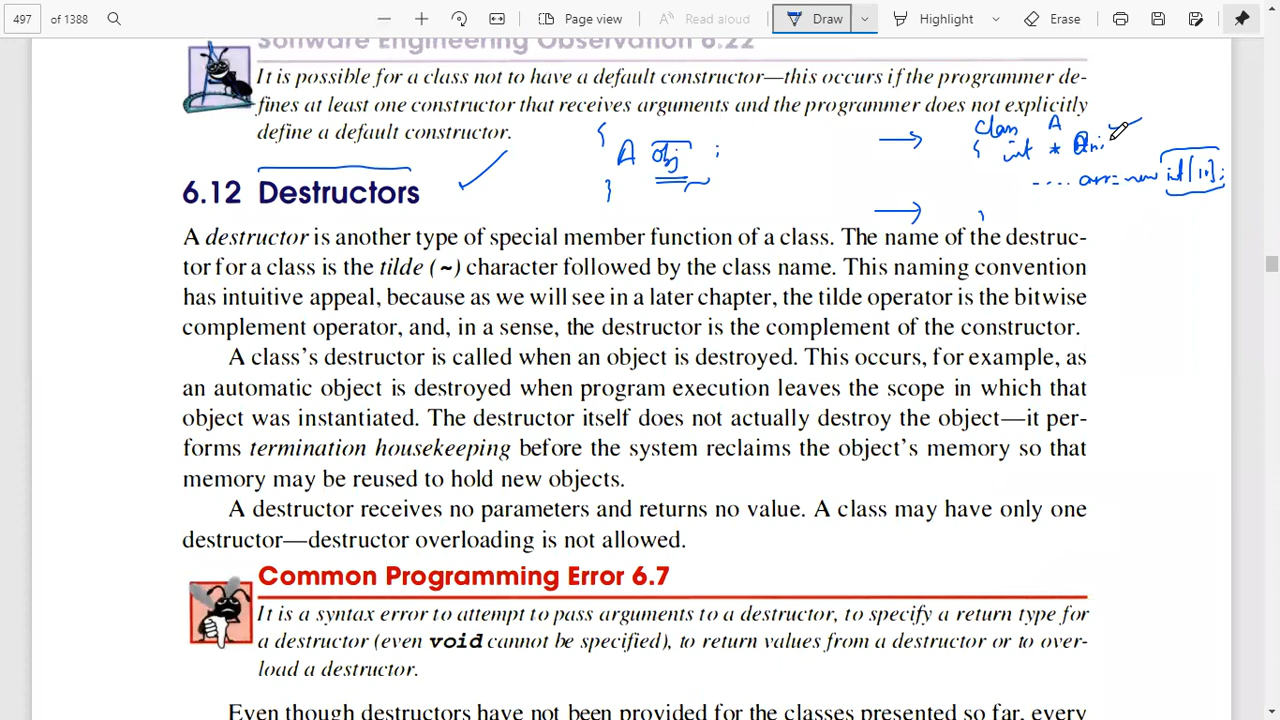 497 of 1388 Page view Read aloud Draw Highlight Erase
Software Engineering Observation 6.22
It is possible for a class not to have a default constructor—this occurs if the programmer de-
fines at least one constructor that receives arguments and the programmer does not explicitly
define a default constructor.
{
A obj ;
}
class A
{ int *
.... arr = new int[10];
}
6.12 Destructors
A destructor is another type of special member function of a class. The name of the destruc-
tor for a class is the tilde (~) character followed by the class name. This naming convention
has intuitive appeal, because as we will see in a later chapter, the tilde operator is the bitwise
complement operator, and, in a sense, the destructor is the complement of the constructor.
A class's destructor is called when an object is destroyed. This occurs, for example, as
an automatic object is destroyed when program execution leaves the scope in which that
object was instantiated. The destructor itself does not actually destroy the object—it per-
forms termination housekeeping before the system reclaims the object's memory so that
memory may be reused to hold new objects.
A destructor receives no parameters and returns no value. A class may have only one
destructor—destructor overloading is not allowed.
Common Programming Error 6.7
It is a syntax error to attempt to pass arguments to a destructor, to specify a return type for
a destructor (even void cannot be specified), to return values from a destructor or to over-
load a destructor.
Even though destructors have not been provided for the classes presented so far, every